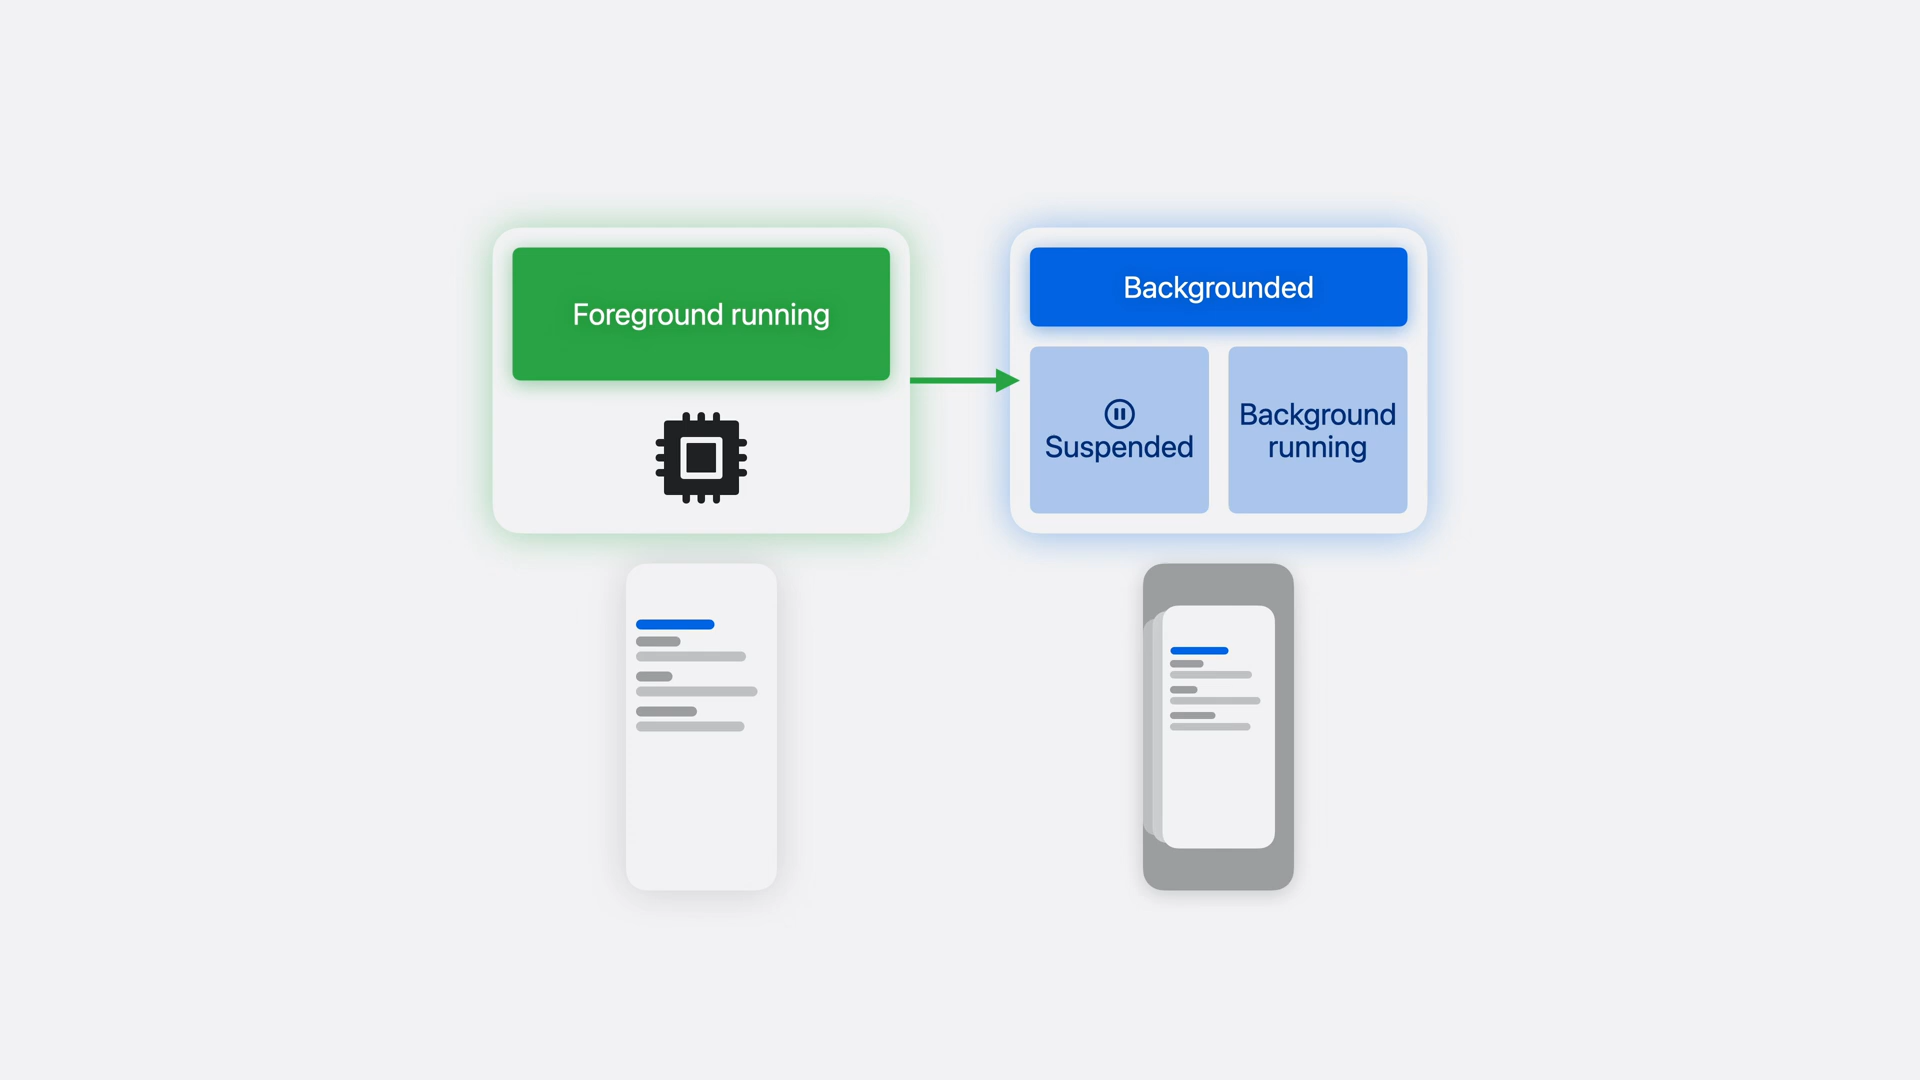 Foreground running
Backgrounded
Suspended
Background
running